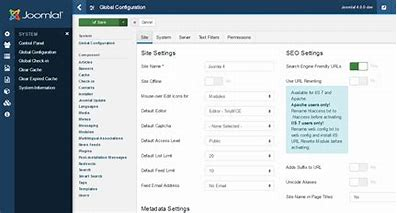 Joomla!
Global Configuration
Joomla! 4.0.0-dev
Save
Cancel
SYSTEM
Control Panel
Global Configuration
Global Check-in
Clear Cache
Clear Expired Cache
System Information
System
Global Configuration
Component
Articles
Banners
Cache
Check-in
Contacts
Installer
Joomla! Update
Languages
Media
Menus
Messaging
Modules
Multilingual Associations
News Feeds
Plugins
Post-installation Messages
Redirects
Search
Smart Search
Tags
Templates
Users
Site
System
Server
Text Filters
Permissions
Site Settings
Site Name *
Joomla 4
Site Offline
No
Mouse-over Edit Icons for
Modules
Default Editor
Editor - TinyMCE
Default Captcha
- None Selected -
Default Access Level
Public
Default List Limit
20
Default Feed Limit
10
Feed Email Address
No Email
Metadata Settings
SEO Settings
Search Engine Friendly URLs
Yes
Use URL Rewriting
No
Available for IIS 7 and
Apache.
Apache users only!
Rename htaccess.txt to
.htaccess before activating.
IIS 7 users only!
Rename web.config.txt to
web.config and install IIS
URL Rewrite Module before
activating.
Adds Suffix to URL
No
Unicode Aliases
No
Site Name in Page Titles
No